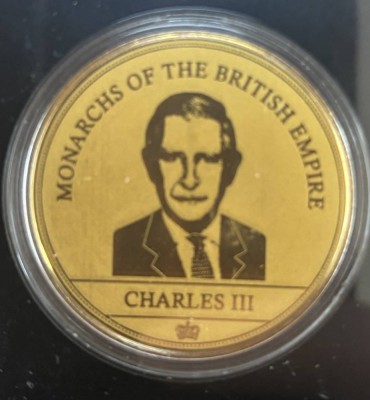 MONARCHS OF THE BRITISH EMPIRE
CHARLES III